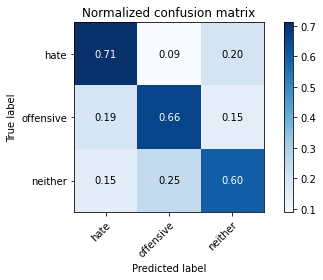 Normalized confusion matrix
True label
hate
0.71 0.09 0.20
offensive
0.19 0.66 0.15
neither
0.15 0.25 0.60
hate
offensive
neither
Predicted label
0.7
0.6
0.5
0.4
0.3
0.2
0.1